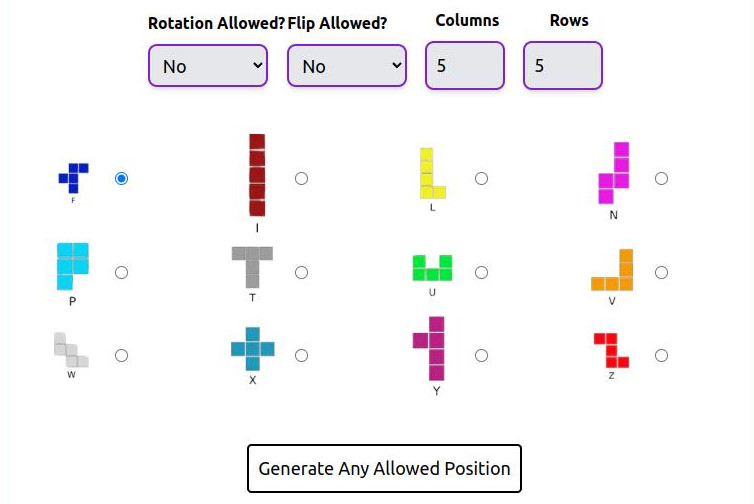 Rotation Allowed? Flip Allowed? Columns Rows
No No 5 5
F I L N
P T U V
W X Y Z
Generate Any Allowed Position